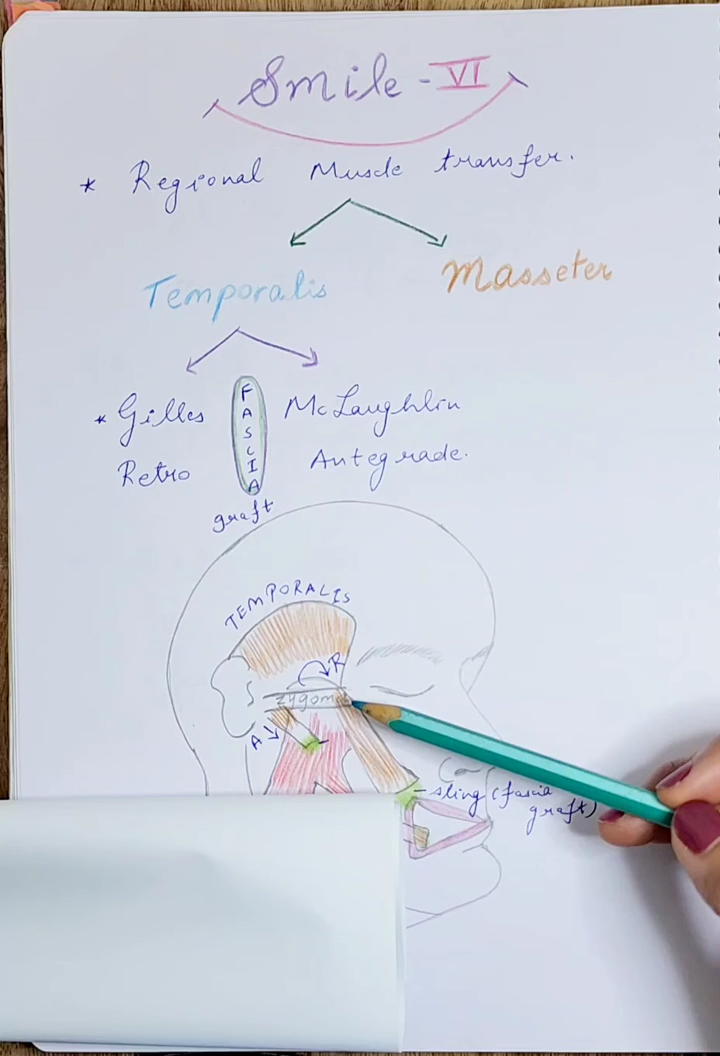 Smile - VI
* Regional Muscle transfer.
Temporalis Masseter
* Gilles FASCIA McLaughlin
Retro graft Antegrade.
TEMPORALIS
R
Zygoma
A
- sling (fascia
graft)